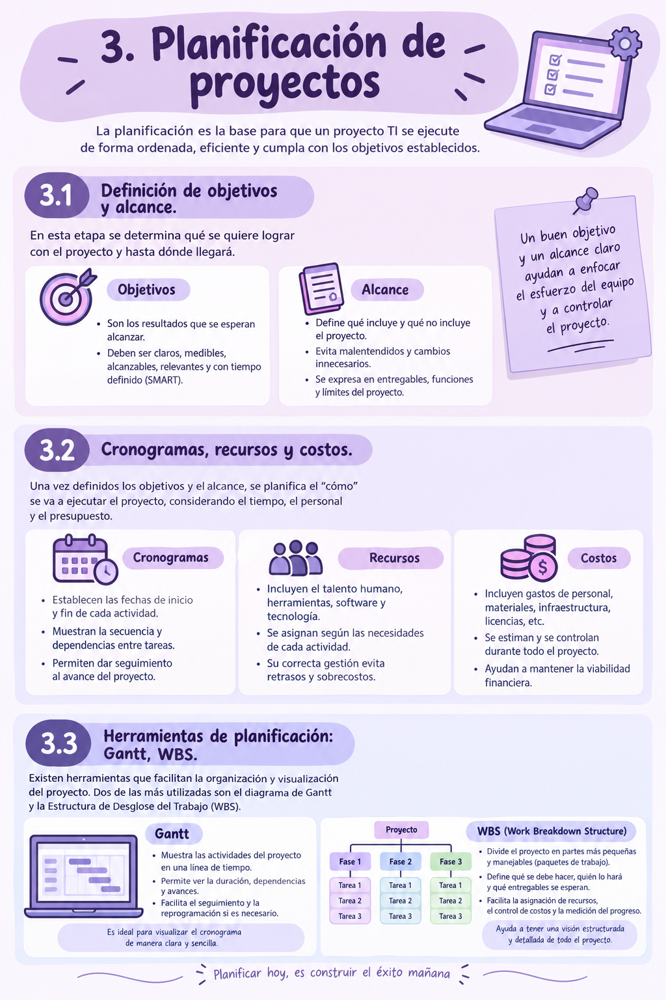 3. Planificación de
proyectos
La planificación es la base para que un proyecto TI se ejecute
de forma ordenada, eficiente y cumpla con los objetivos establecidos.
3.1
Definición de objetivos
y alcance.
En esta etapa se determina qué se quiere lograr
con el proyecto y hasta dónde llegará.
Objetivos
• Son los resultados que se esperan
alcanzar.
• Deben ser claros, medibles,
alcanzables, relevantes y con tiempo
definido (SMART).
Alcance
• Define qué incluye y qué no incluye
el proyecto.
• Evita malentendidos y cambios
innecesarios.
• Se expresa en entregables, funciones
y límites del proyecto.
Un buen objetivo
y un alcance claro
ayudan a enfocar
el esfuerzo del equipo
y a controlar
el proyecto.
3.2
Cronogramas, recursos y costos.
Una vez definidos los objetivos y el alcance, se planifica el “cómo”
se va a ejecutar el proyecto, considerando el tiempo, el personal
y el presupuesto.
Cronogramas
• Establecen las fechas de inicio
y fin de cada actividad.
• Muestran la secuencia y
dependencias entre tareas.
• Permiten dar seguimiento
al avance del proyecto.
Recursos
• Incluyen el talento humano,
herramientas, software y
tecnología.
• Se asignan según las necesidades
de cada actividad.
• Su correcta gestión evita
retrasos y sobrecostos.
$
Costos
• Incluyen gastos de personal,
materiales, infraestructura,
licencias, etc.
• Se estiman y se controlan
durante todo el proyecto.
• Ayudan a mantener la viabilidad
financiera.
3.3
Herramientas de planificación:
Gantt, WBS.
Existen herramientas que facilitan la organización y visualización
del proyecto. Dos de las más utilizadas son el diagrama de Gantt
y la Estructura de Desglose del Trabajo (WBS).
Gantt
• Muestra las actividades del proyecto
en una línea de tiempo.
• Permite ver la duración, dependencias
y avances.
• Facilita el seguimiento y la
reprogramación si es necesario.
Es ideal para visualizar el cronograma
de manera clara y sencilla.
Proyecto
Fase 1 Fase 2 Fase 3
Tarea 1 Tarea 1 Tarea 1
Tarea 2 Tarea 2 Tarea 2
Tarea 3 Tarea 3 Tarea 3
WBS (Work Breakdown Structure)
• Divide el proyecto en partes más pequeñas
y manejables (paquetes de trabajo).
• Define qué se debe hacer, quién lo hará
y qué entregables se esperan.
• Facilita la asignación de recursos,
el control de costos y la medición del progreso.
Ayuda a tener una visión estructurada
y detallada de todo el proyecto.
Planificar hoy, es construir el éxito mañana